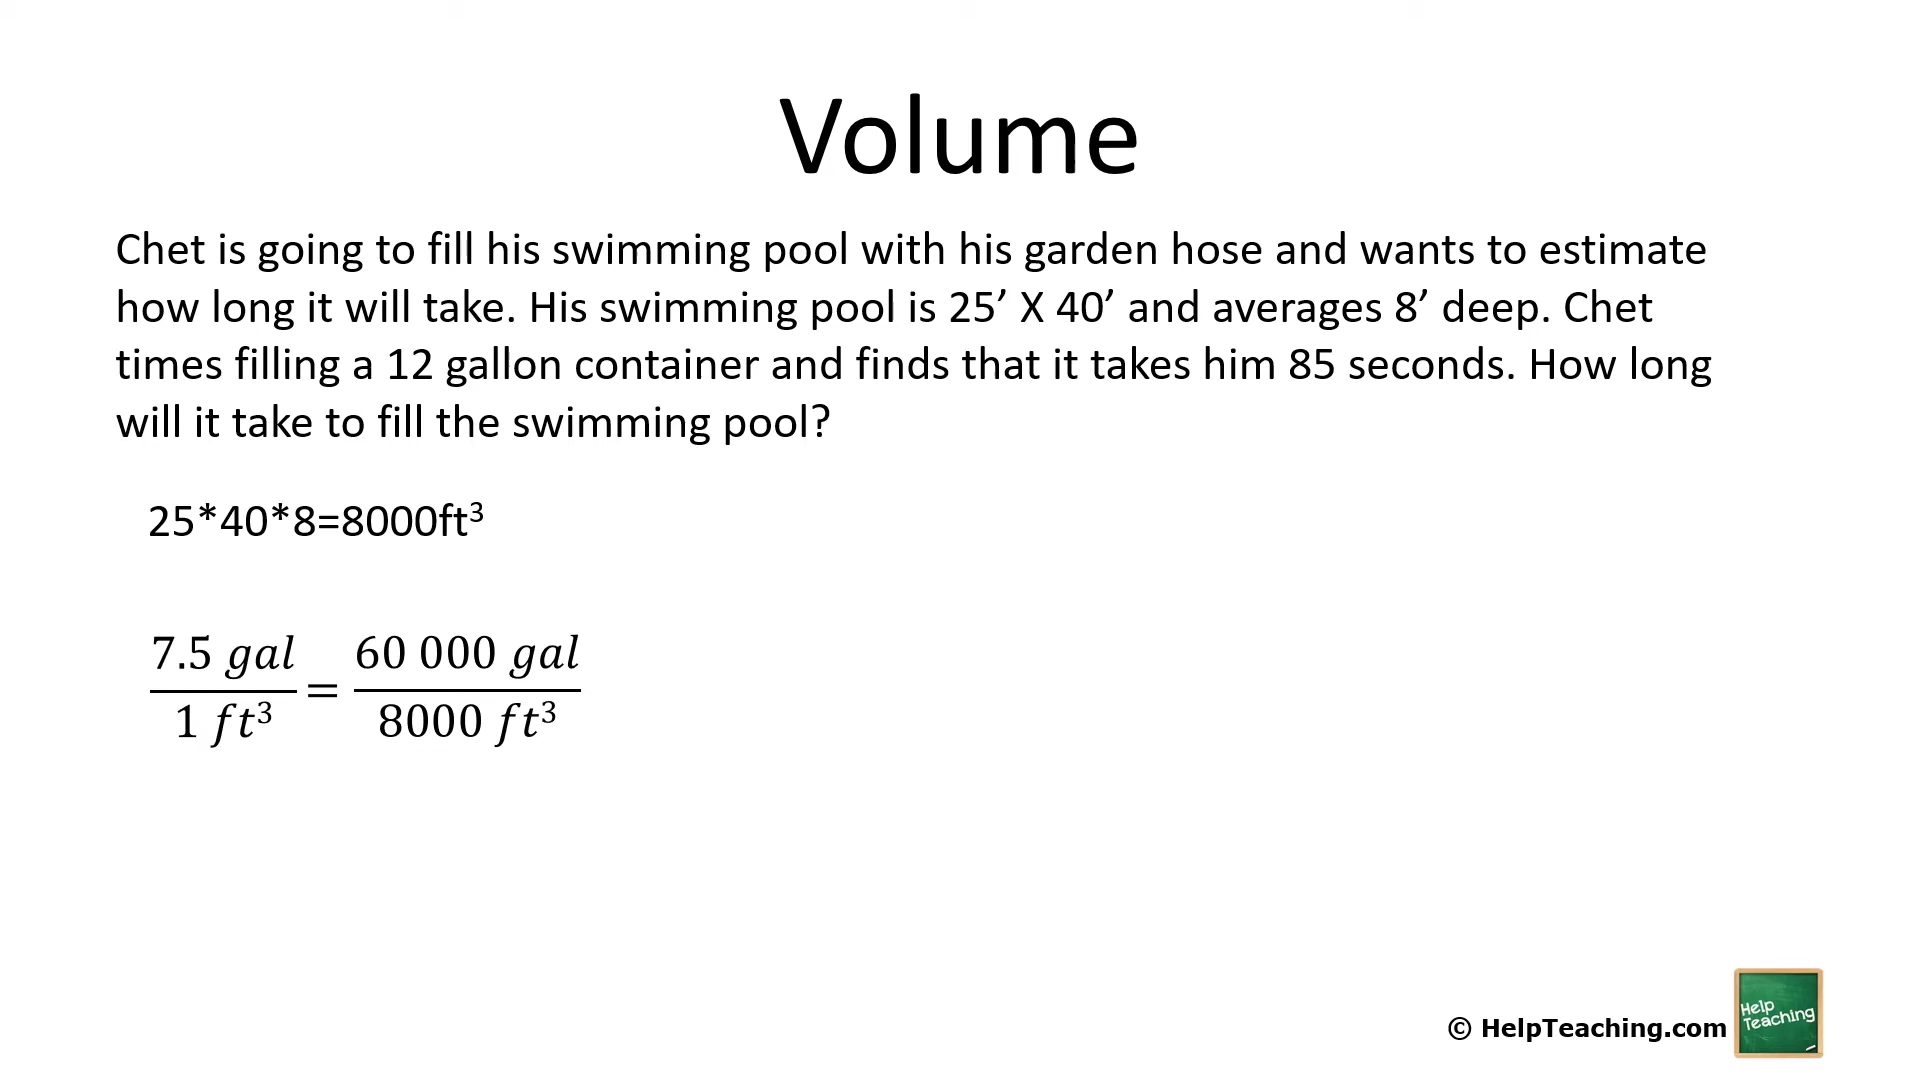 Volume
Chet is going to fill his swimming pool with his garden hose and wants to estimate
how long it will take. His swimming pool is 25’ X 40’ and averages 8’ deep. Chet
times filling a 12 gallon container and finds that it takes him 85 seconds. How long
will it take to fill the swimming pool?
25*40*8=8000ft³
7.5 gal / 1 ft³ = 60 000 gal / 8000 ft³
© HelpTeaching.com
Help
Teaching